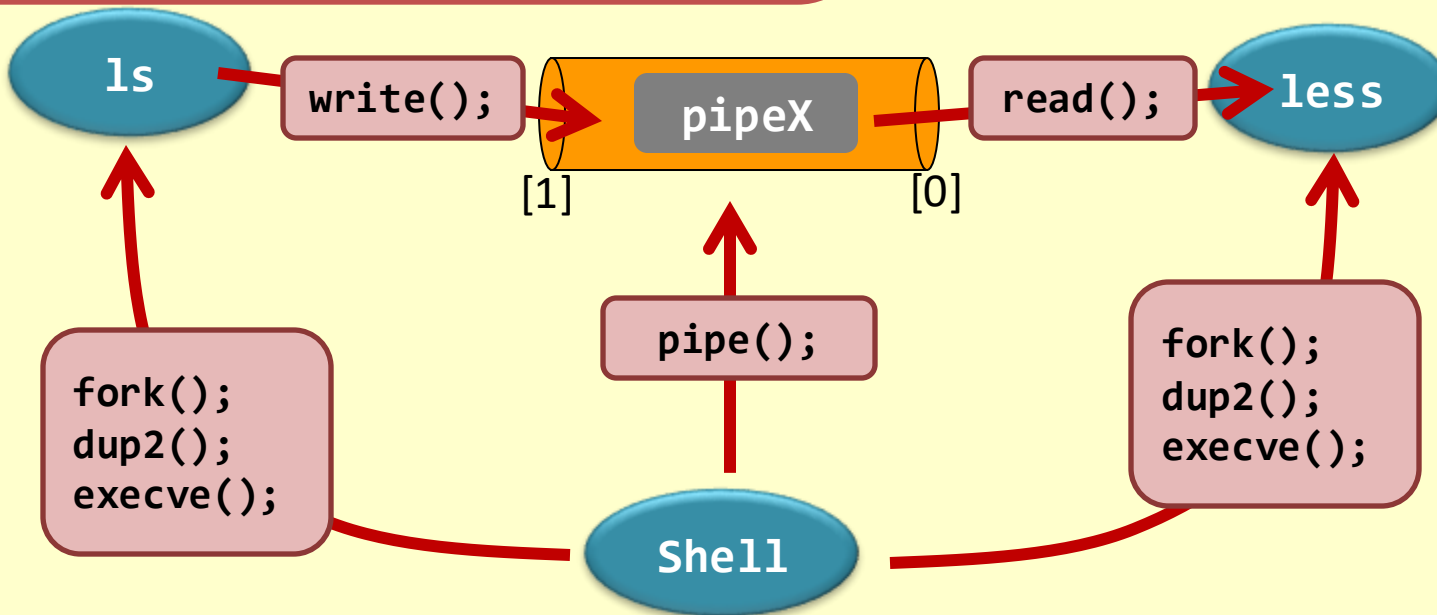 ls
write();
pipeX
read();
less
[1]
[0]
pipe();
fork();
dup2();
execve();
fork();
dup2();
execve();
Shell